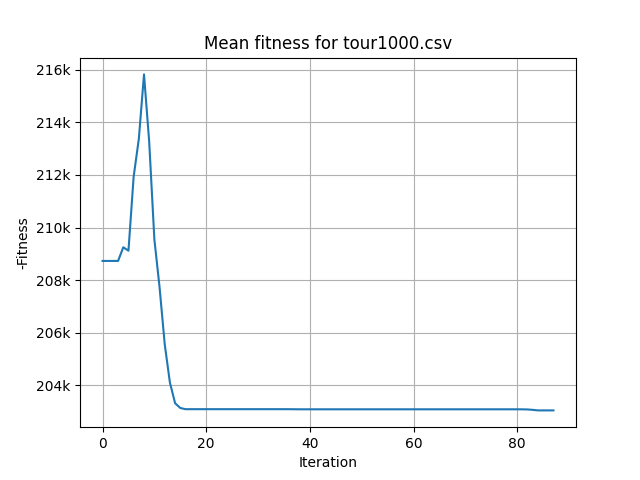 Mean fitness for tour1000.csv
216k
214k
212k
210k
208k
206k
204k
-Fitness
0 20 40 60 80
Iteration